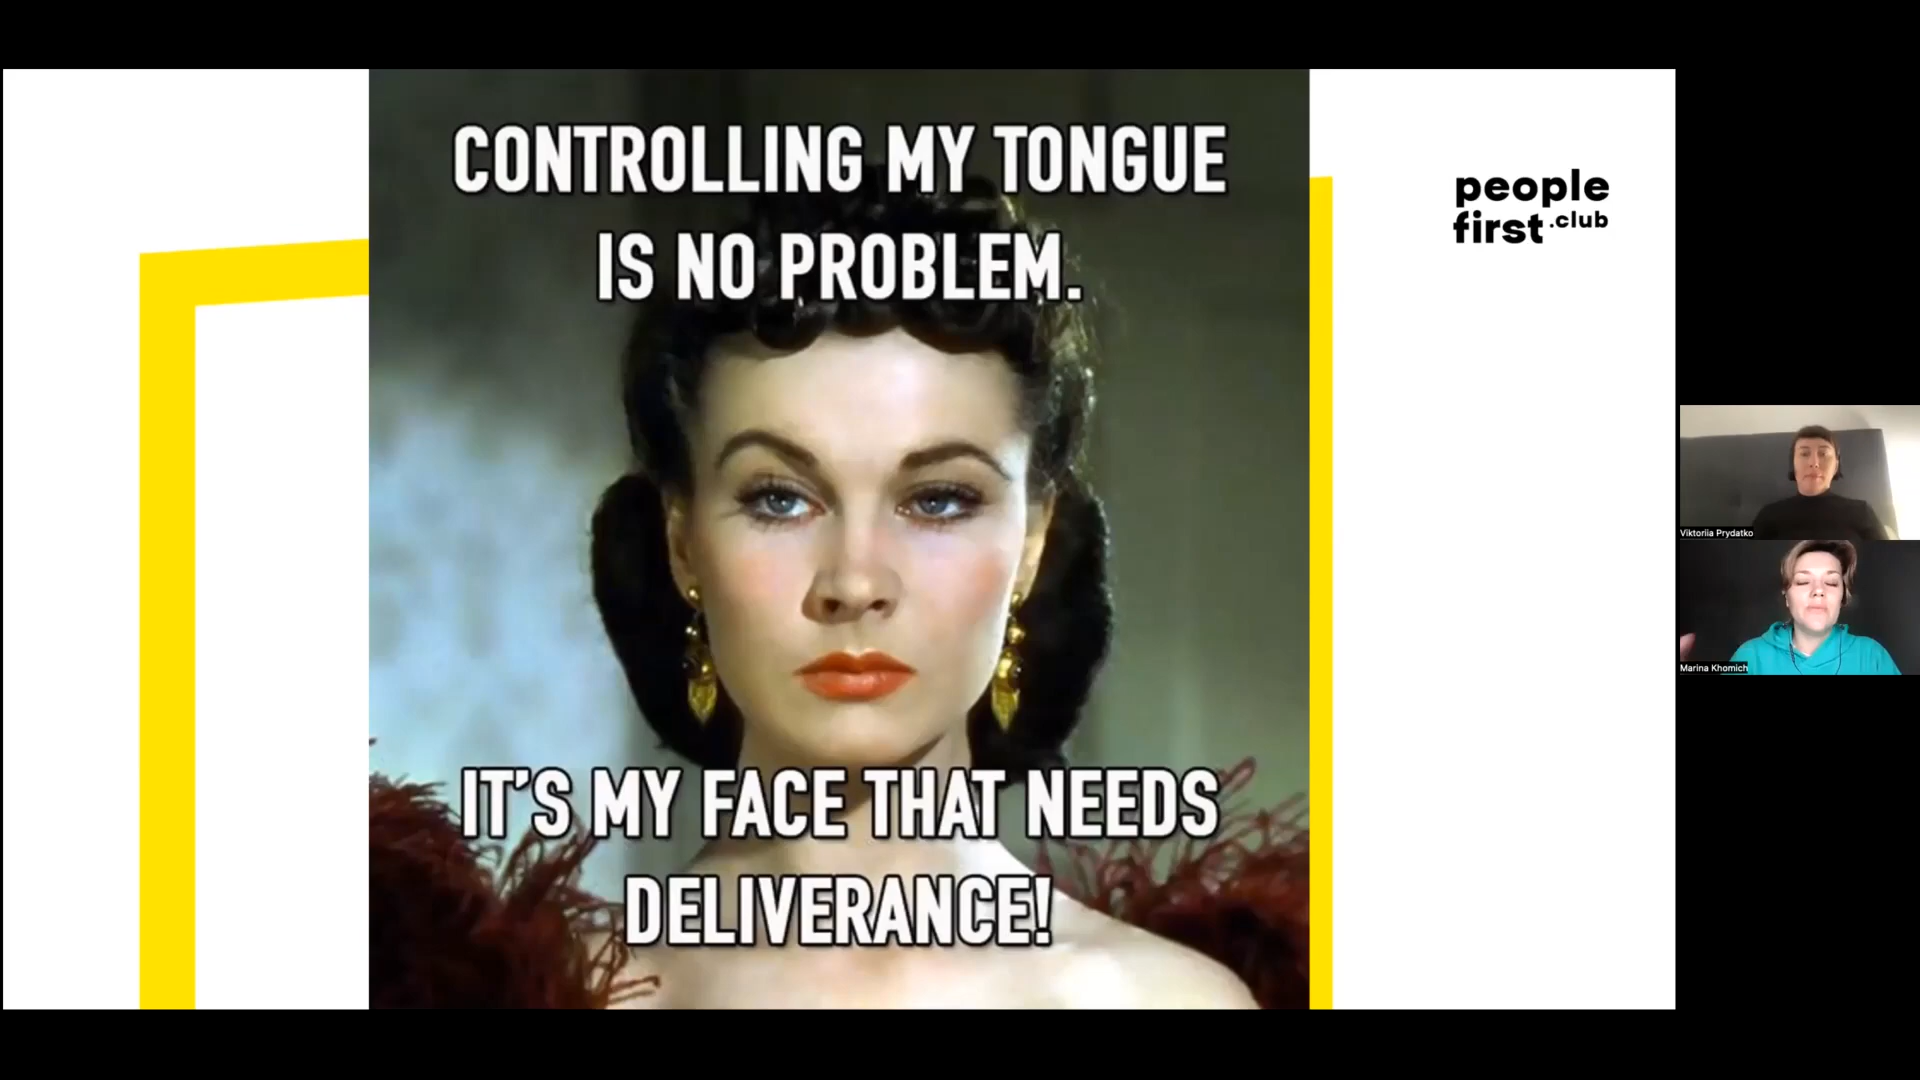 CONTROLLING MY TONGUE
IS NO PROBLEM.
IT'S MY FACE THAT NEEDS
DELIVERANCE!
people
first.club
Viktoriia Prydatko
Marina Khomich